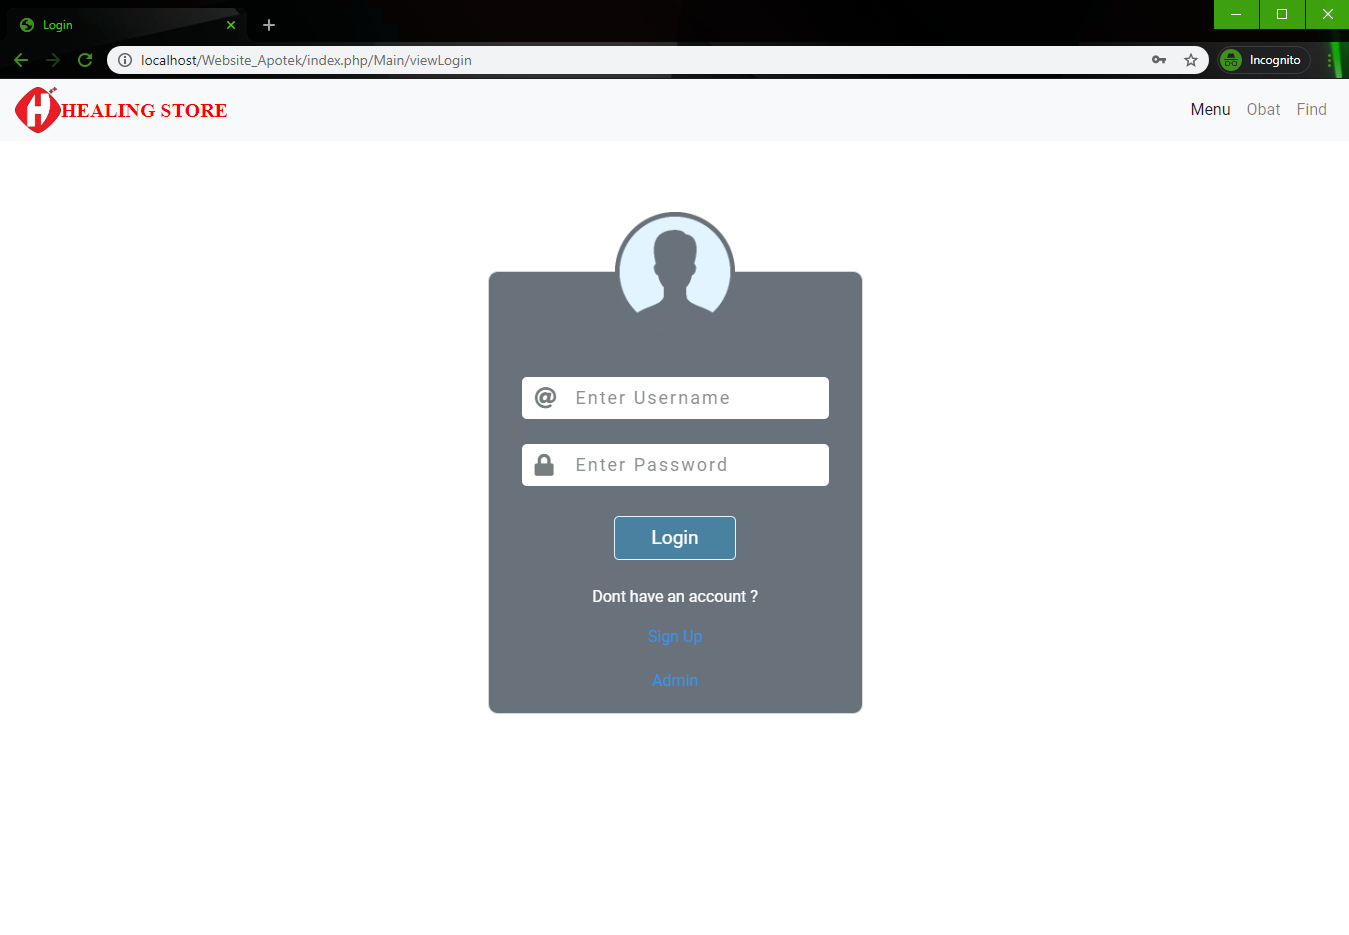 Login
localhost/Website_Apotek/index.php/Main/viewLogin
Incognito
HEALING STORE
Menu Obat Find
@ Enter Username
Enter Password
Login
Dont have an account ?
Sign Up
Admin